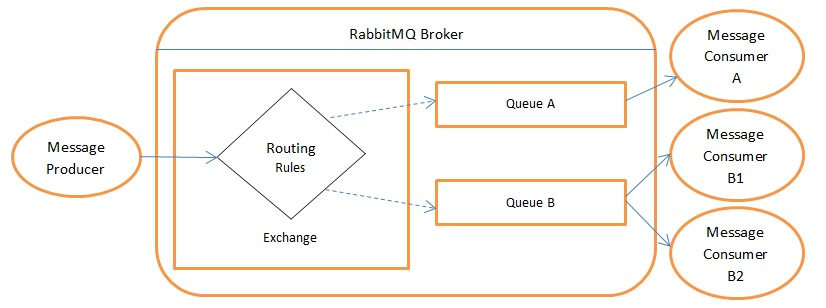 RabbitMQ Broker
Message
Producer
Routing
Rules
Exchange
Queue A
Queue B
Message
Consumer
A
Message
Consumer
B1
Message
Consumer
B2